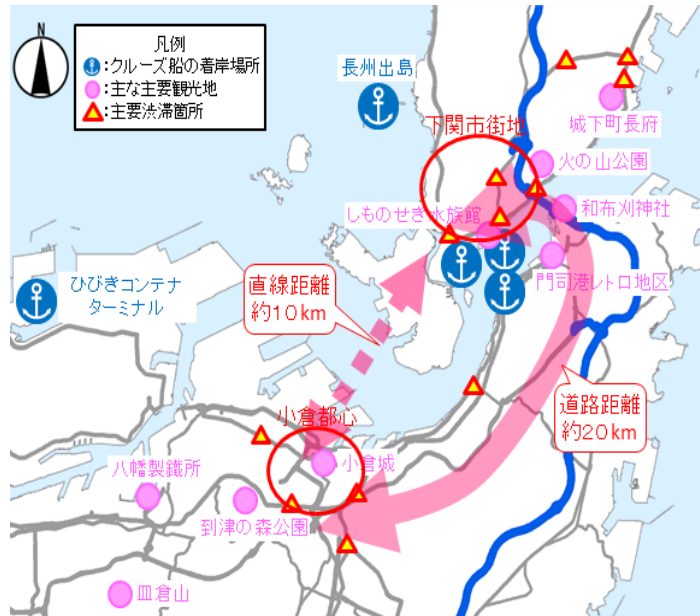 N
凡例
:クルーズ船の着岸場所
:主な主要観光地
:主要渋滞箇所
長州出島
下関市街地
城下町長府
火の山公園
和布刈神社
しものせき水族館
門司港レトロ地区
ひびきコンテナ
ターミナル
直線距離
約10km
道路距離
約20km
小倉都心
小倉城
八幡製鐵所
到津の森公園
皿倉山